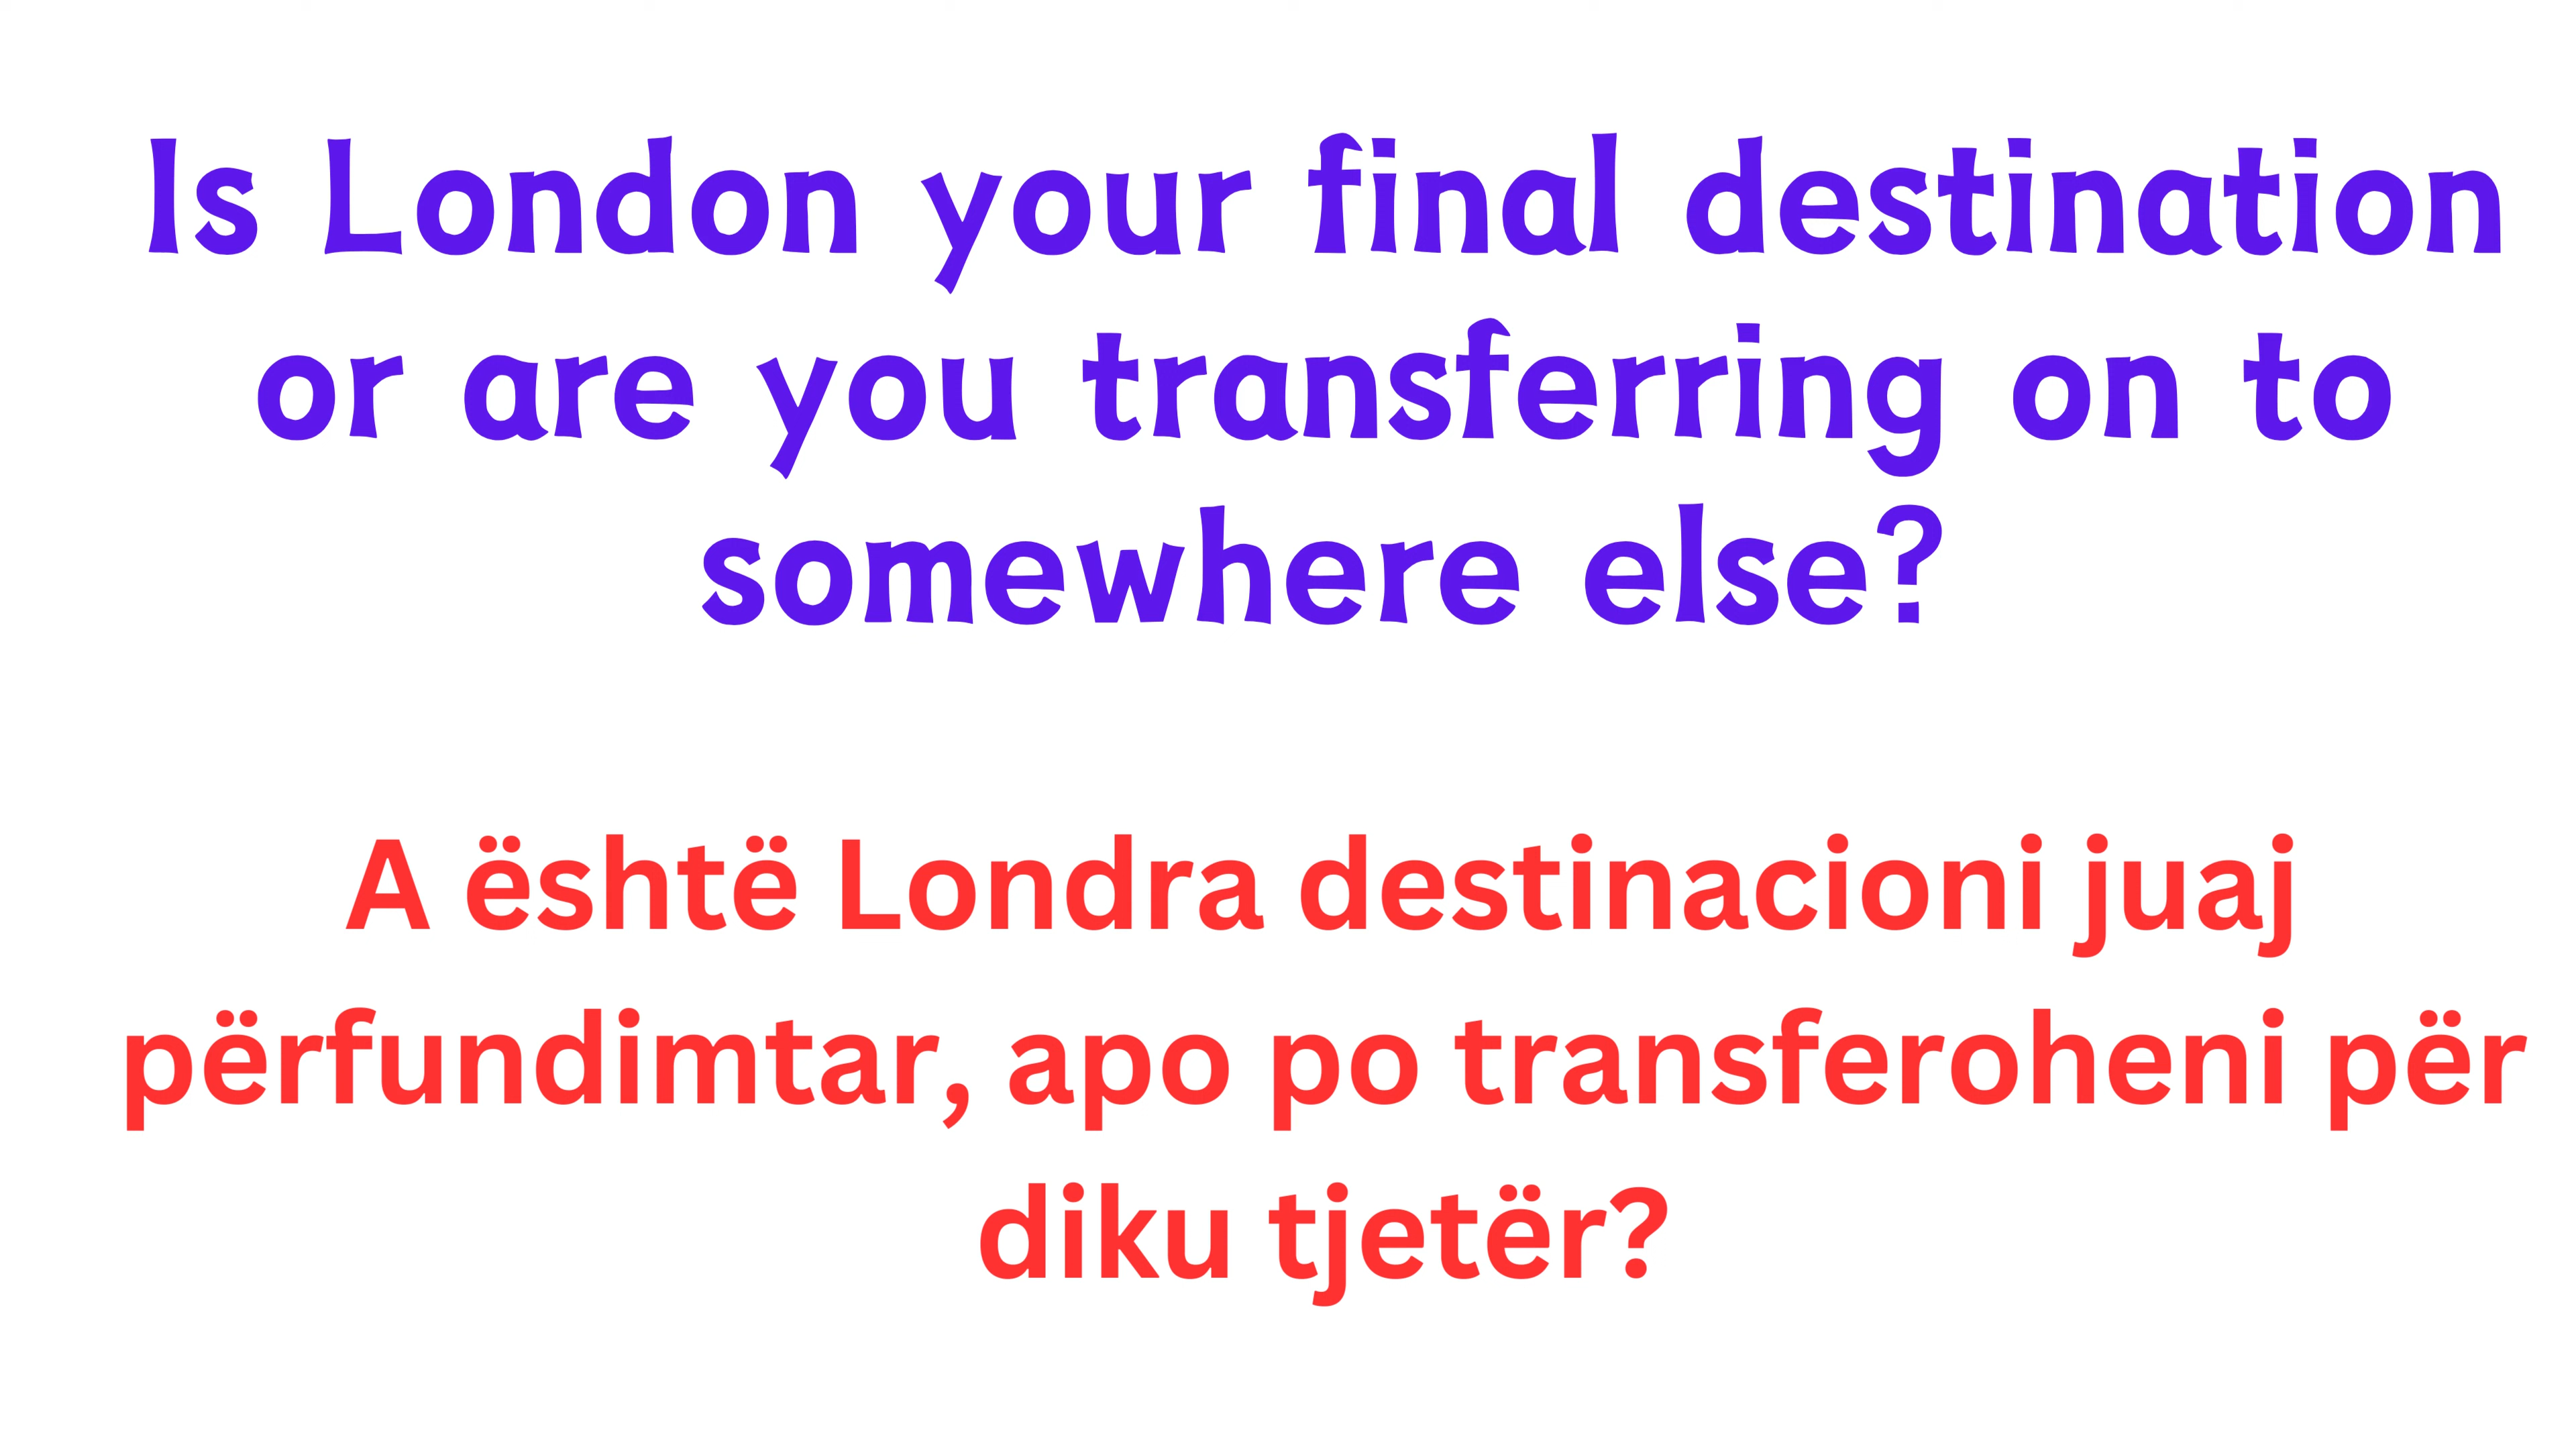 Is London your final destination
or are you transferring on to
somewhere else?
A është Londra destinacioni juaj
përfundimtar, apo po transferoheni për
diku tjetër?